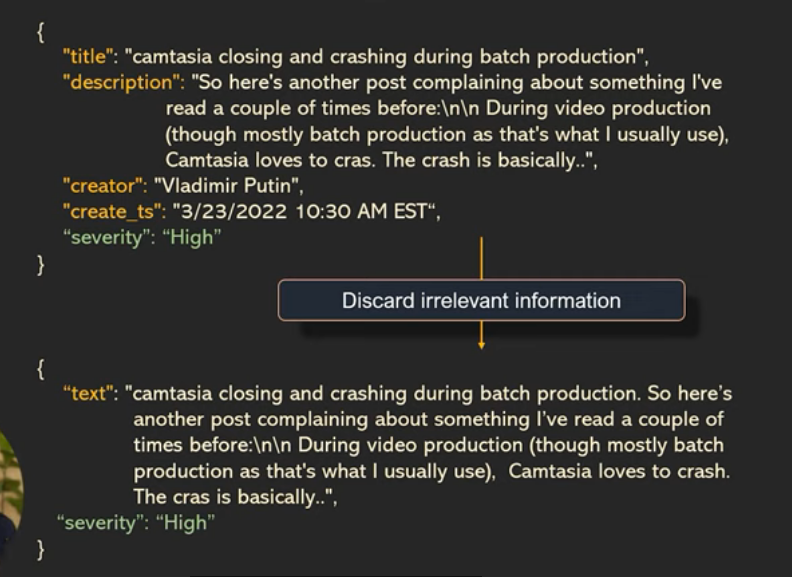 {
"title": "camtasia closing and crashing during batch production",
"description": "So here's another post complaining about something I've
read a couple of times before:\n\n During video production
(though mostly batch production as that's what I usually use),
Camtasia loves to cras. The crash is basically..",
"creator": "Vladimir Putin",
"create_ts": "3/23/2022 10:30 AM EST“,
“severity”: “High”
}
Discard irrelevant information
{
“text": "camtasia closing and crashing during batch production. So here’s
another post complaining about something I’ve read a couple of
times before:\n\n During video production (though mostly batch
production as that's what I usually use),  Camtasia loves to crash.
The cras is basically..",
“severity”: “High”
}